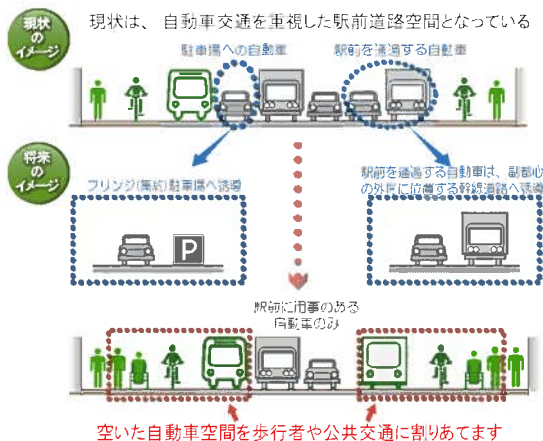 現状の
イメージ
現状は、自動車交通を重視した駅前道路空間となっている
駐車場への自動車
駅前を通過する自動車
将来の
イメージ
フリンジ(集約)駐車場へ誘導
駅前を通過する自動車は、副都心
の外周に位置する幹線道路へ誘導
P
駅前に用事のある
自動車のみ
空いた自動車空間を歩行者や公共交通に割りあてます